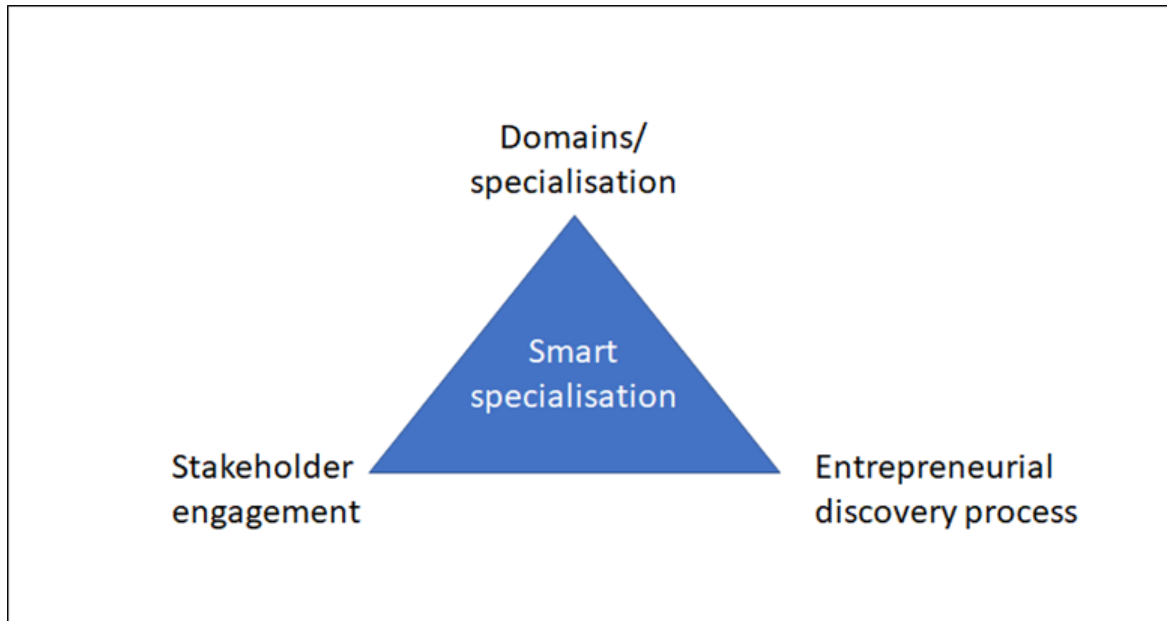 Domains/
specialisation
Smart
specialisation
Stakeholder
engagement
Entrepreneurial
discovery process